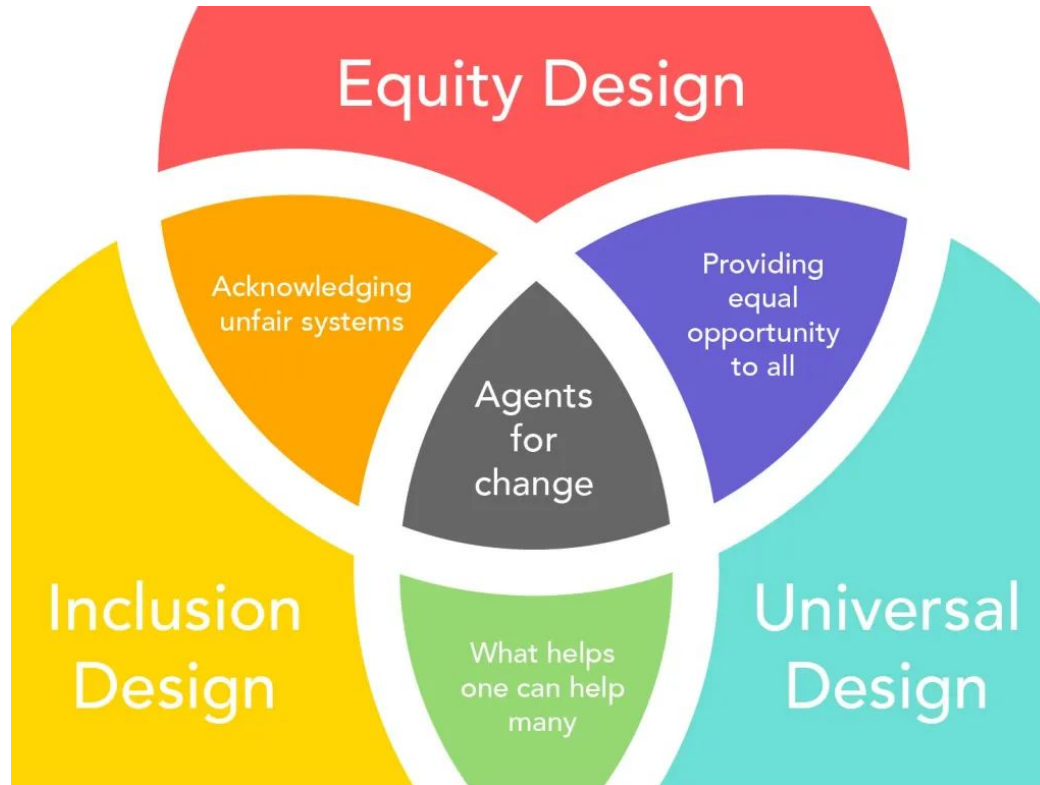 Equity Design
Acknowledging
unfair systems
Providing
equal
opportunity
to all
Agents
for
change
Inclusion
Design
Universal
Design
What helps
one can help
many